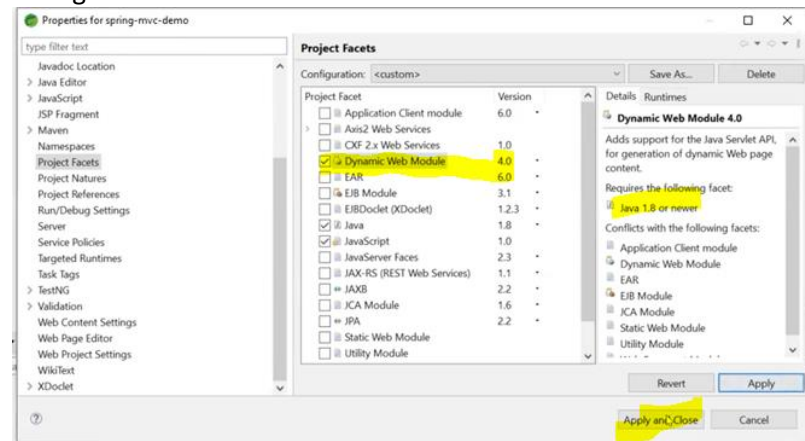 Properties for spring-mvc-demo
type filter text
Javadoc Location
Java Editor
JavaScript
JSP Fragment
Maven
Namespaces
Project Facets
Project Natures
Project References
Run/Debug Settings
Server
Service Policies
Targeted Runtimes
Task Tags
TestNG
Validation
Web Content Settings
Web Page Editor
Web Project Settings
WikiText
XDoclet
Project Facets
Configuration: <custom> Save As... Delete
Project Facet Version
Application Client module 6.0
Axis2 Web Services
CXF 2.x Web Services 1.0
Dynamic Web Module 4.0
EAR 6.0
EJB Module 3.1
EJBDoclet (XDoclet) 1.2.3
Java 1.8
JavaScript 1.0
JavaServer Faces 2.3
JAX-RS (REST Web Services) 1.1
JAXB 2.2
JCA Module 1.6
JPA 2.2
Static Web Module
Utility Module
Details Runtimes
Dynamic Web Module 4.0
Adds support for the Java Servlet API,
for generation of dynamic Web page
content.
Requires the following facet:
Java 1.8 or newer
Conflicts with the following facets:
Application Client module
Dynamic Web Module
EAR
EJB Module
JCA Module
Static Web Module
Utility Module
Revert Apply
Apply and Close Cancel